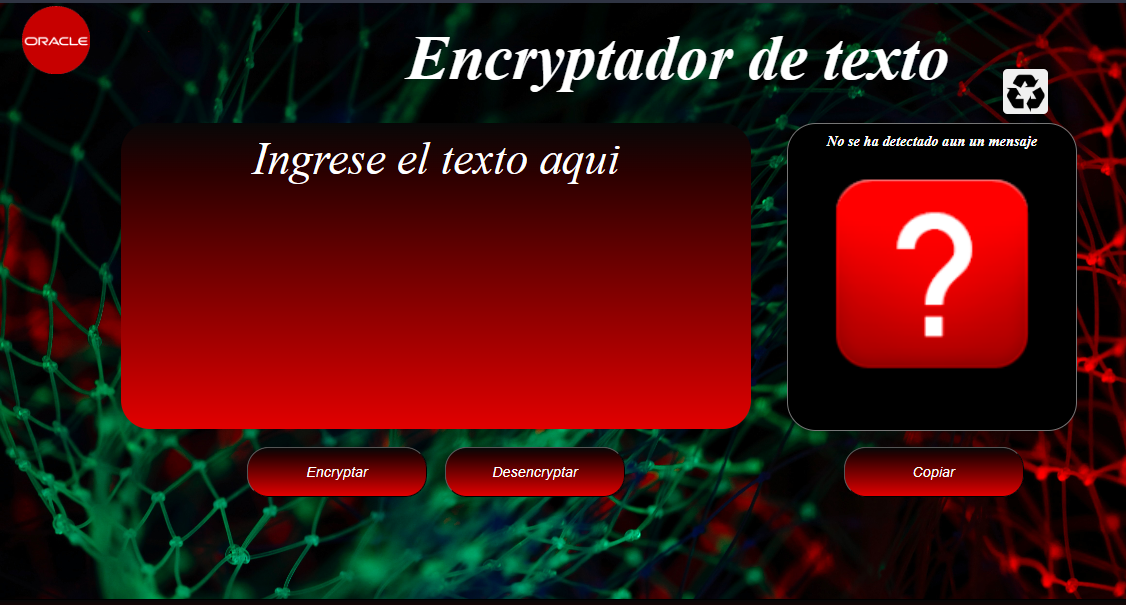 ORACLE
Encryptador de texto
Ingrese el texto aqui
No se ha detectado aun un mensaje
?
Encryptar
Desencryptar
Copiar